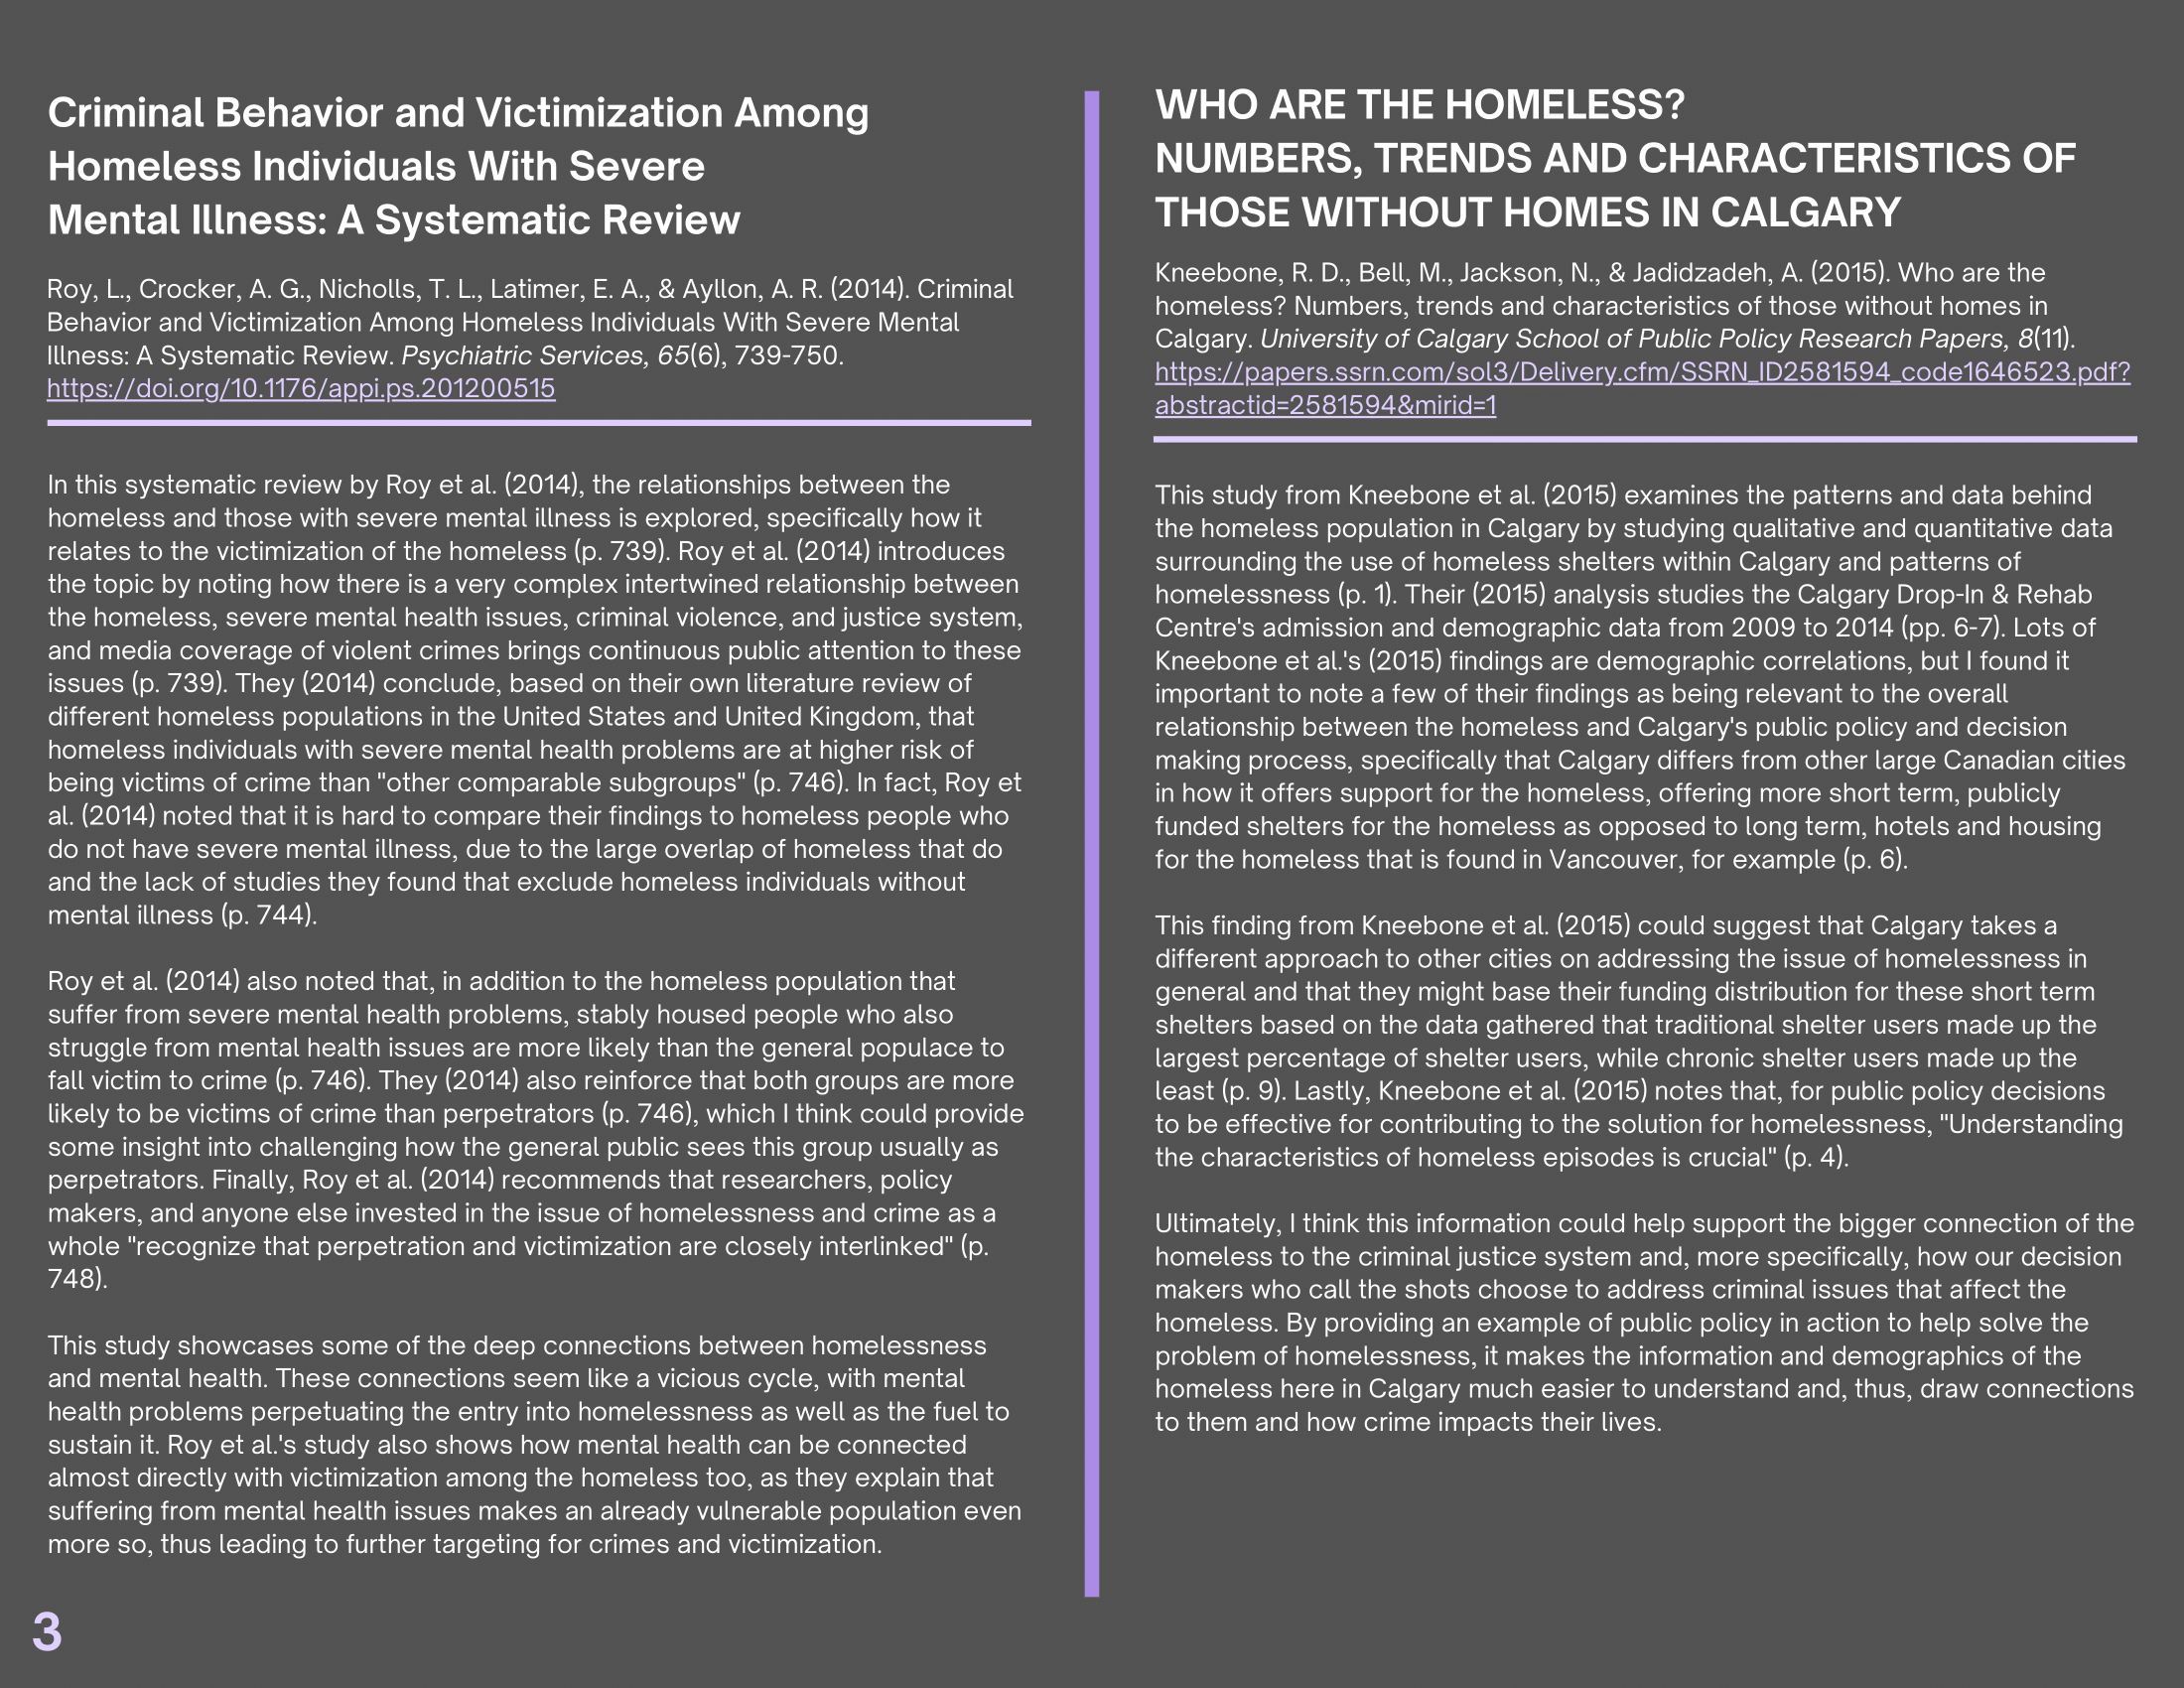 Criminal Behavior and Victimization Among
Homeless Individuals With Severe
Mental Illness: A Systematic Review
Roy, L., Crocker, A. G., Nicholls, T. L., Latimer, E. A., & Ayllon, A. R. (2014). Criminal
Behavior and Victimization Among Homeless Individuals With Severe Mental
Illness: A Systematic Review. Psychiatric Services, 65(6), 739-750.
https://doi.org/10.1176/appi.ps.201200515
In this systematic review by Roy et al. (2014), the relationships between the
homeless and those with severe mental illness is explored, specifically how it
relates to the victimization of the homeless (p. 739). Roy et al. (2014) introduces
the topic by noting how there is a very complex intertwined relationship between
the homeless, severe mental health issues, criminal violence, and justice system,
and media coverage of violent crimes brings continuous public attention to these
issues (p. 739). They (2014) conclude, based on their own literature review of
different homeless populations in the United States and United Kingdom, that
homeless individuals with severe mental health problems are at higher risk of
being victims of crime than "other comparable subgroups" (p. 746). In fact, Roy et
al. (2014) noted that it is hard to compare their findings to homeless people who
do not have severe mental illness, due to the large overlap of homeless that do
and the lack of studies they found that exclude homeless individuals without
mental illness (p. 744).
Roy et al. (2014) also noted that, in addition to the homeless population that
suffer from severe mental health problems, stably housed people who also
struggle from mental health issues are more likely than the general populace to
fall victim to crime (p. 746). They (2014) also reinforce that both groups are more
likely to be victims of crime than perpetrators (p. 746), which I think could provide
some insight into challenging how the general public sees this group usually as
perpetrators. Finally, Roy et al. (2014) recommends that researchers, policy
makers, and anyone else invested in the issue of homelessness and crime as a
whole "recognize that perpetration and victimization are closely interlinked" (p.
748).
This study showcases some of the deep connections between homelessness
and mental health. These connections seem like a vicious cycle, with mental
health problems perpetuating the entry into homelessness as well as the fuel to
sustain it. Roy et al.'s study also shows how mental health can be connected
almost directly with victimization among the homeless too, as they explain that
suffering from mental health issues makes an already vulnerable population even
more so, thus leading to further targeting for crimes and victimization.
WHO ARE THE HOMELESS?
NUMBERS, TRENDS AND CHARACTERISTICS OF
THOSE WITHOUT HOMES IN CALGARY
Kneebone, R. D., Bell, M., Jackson, N., & Jadidzadeh, A. (2015). Who are the
homeless? Numbers, trends and characteristics of those without homes in
Calgary. University of Calgary School of Public Policy Research Papers, 8(11).
https://papers.ssrn.com/sol3/Delivery.cfm/SSRN_ID2581594_code1646523.pdf?
abstractid=2581594&mirid=1
This study from Kneebone et al. (2015) examines the patterns and data behind
the homeless population in Calgary by studying qualitative and quantitative data
surrounding the use of homeless shelters within Calgary and patterns of
homelessness (p. 1). Their (2015) analysis studies the Calgary Drop-In & Rehab
Centre's admission and demographic data from 2009 to 2014 (pp. 6-7). Lots of
Kneebone et al.'s (2015) findings are demographic correlations, but I found it
important to note a few of their findings as being relevant to the overall
relationship between the homeless and Calgary's public policy and decision
making process, specifically that Calgary differs from other large Canadian cities
in how it offers support for the homeless, offering more short term, publicly
funded shelters for the homeless as opposed to long term, hotels and housing
for the homeless that is found in Vancouver, for example (p. 6).
This finding from Kneebone et al. (2015) could suggest that Calgary takes a
different approach to other cities on addressing the issue of homelessness in
general and that they might base their funding distribution for these short term
shelters based on the data gathered that traditional shelter users made up the
largest percentage of shelter users, while chronic shelter users made up the
least (p. 9). Lastly, Kneebone et al. (2015) notes that, for public policy decisions
to be effective for contributing to the solution for homelessness, "Understanding
the characteristics of homeless episodes is crucial" (p. 4).
Ultimately, I think this information could help support the bigger connection of the
homeless to the criminal justice system and, more specifically, how our decision
makers who call the shots choose to address criminal issues that affect the
homeless. By providing an example of public policy in action to help solve the
problem of homelessness, it makes the information and demographics of the
homeless here in Calgary much easier to understand and, thus, draw connections
to them and how crime impacts their lives.
3